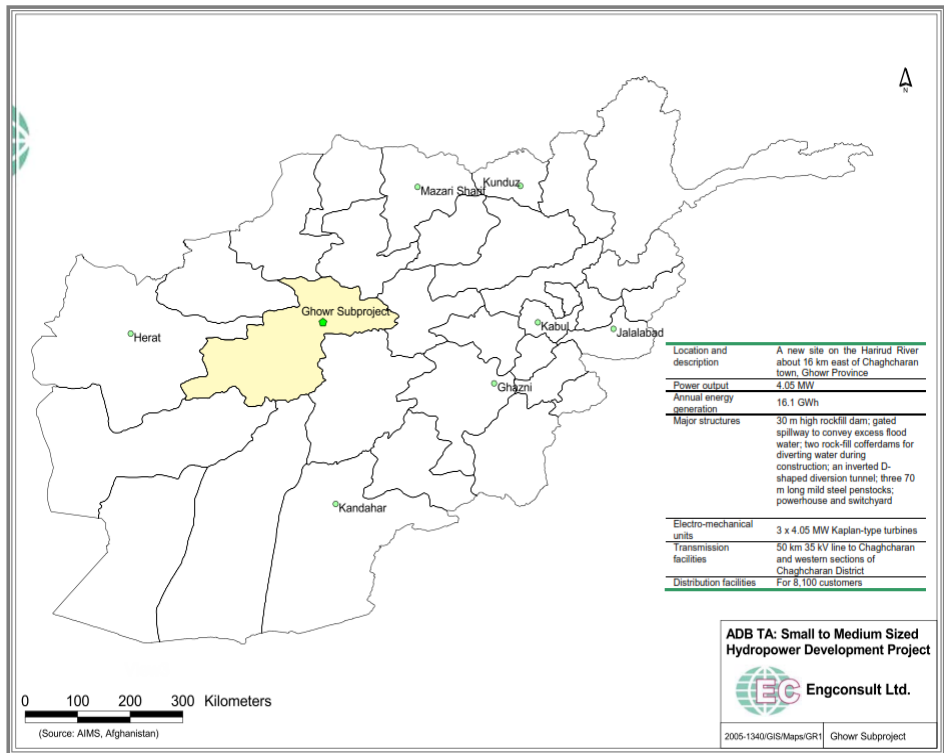 N
Mazari Sharif
Kunduz
Ghowr Subproject
Herat
Kabul
Jalalabad
Ghazni
Kandahar
Location and description
A new site on the Harirud River
about 16 km east of Chaghcharan
town, Ghowr Province
Power output
4.05 MW
Annual energy
generation
16.1 GWh
Major structures
30 m high rockfill dam; gated
spillway to convey excess flood
water; two rock-fill cofferdams for
diverting water during
construction; an inverted D-
shaped diversion tunnel; three 70
m long mild steel penstocks;
powerhouse and switchyard
Electro-mechanical
units
3 x 4.05 MW Kaplan-type turbines
Transmission
facilities
50 km 35 kV line to Chaghcharan
and western sections of
Chaghcharan District
Distribution facilities
For 8,100 customers
ADB TA: Small to Medium Sized
Hydropower Development Project
EC Engconsult Ltd.
2005-1340/GIS/Maps/GR1
Ghowr Subproject
0 100 200 300 Kilometers
(Source: AIMS, Afghanistan)